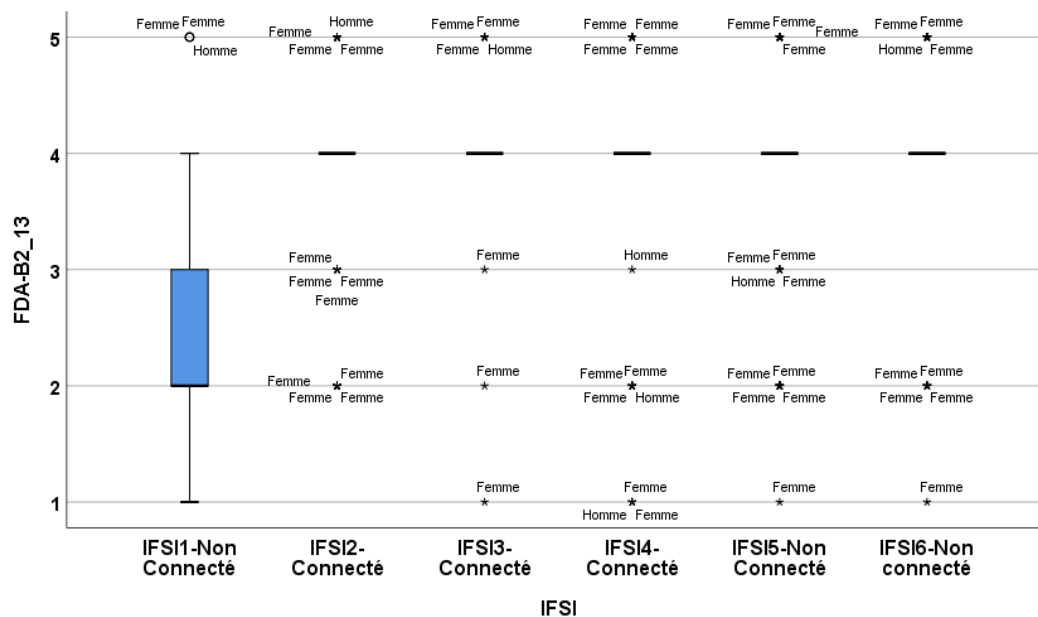 Femme Femme
Homme
Femme
Homme
Femme Femme
Femme Femme
Femme Homme
Femme Femme
Femme Femme
Femme Femme
Femme
Femme
Femme Femme
Homme Femme
5
4
FDA-B2_13
Femme
Femme Femme
Femme
Femme
Homme
Femme Femme
Homme Femme
3
Femme
Femme
Femme Femme
Femme
Femme Femme
Femme Homme
Femme Femme
Femme Femme
Femme Femme
Femme Femme
2
Femme
Femme
Homme Femme
Femme
Femme
1
IFSI1-Non
Connecté
IFSI2-
Connecté
IFSI3-
Connecté
IFSI4-
Connecté
IFSI5-Non
Connecté
IFSI6-Non
connecté
IFSI